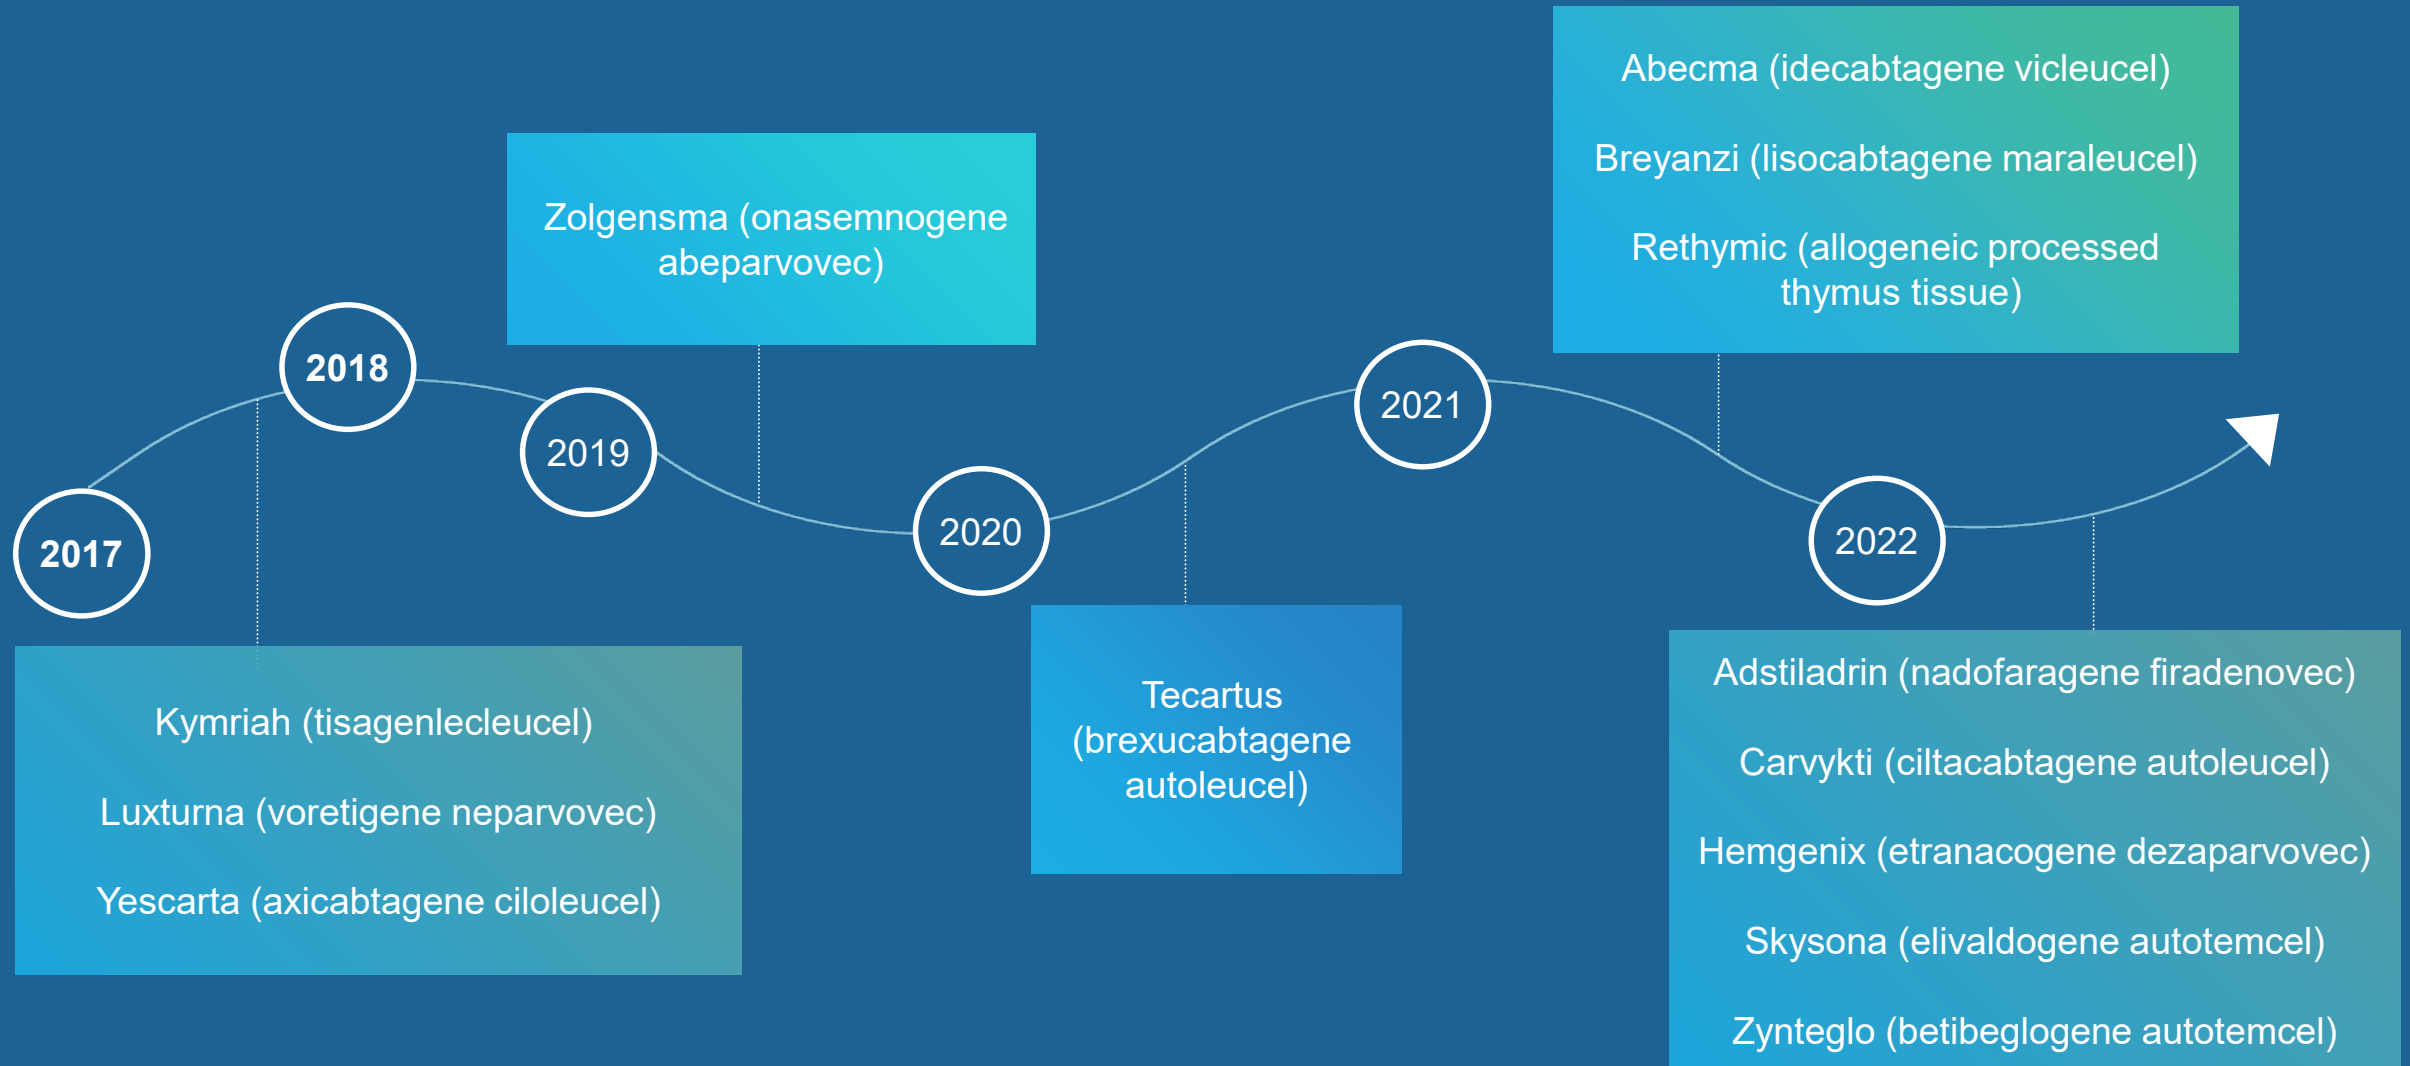 2017
Kymriah (tisagenlecleucel)
Luxturna (voretigene neparvovec)
Yescarta (axicabtagene ciloleucel)
2018
2019
Zolgensma (onasemnogene
abeparvovec)
2020
Tecartus
(brexucabtagene
autoleucel)
2021
Abecma (idecabtagene vicleucel)
Breyanzi (lisocabtagene maraleucel)
Rethymic (allogeneic processed
thymus tissue)
2022
Adstiladrin (nadofaragene firadenovec)
Carvykti (ciltacabtagene autoleucel)
Hemgenix (etranacogene dezaparvovec)
Skysona (elivaldogene autotemcel)
Zynteglo (betibeglogene autotemcel)